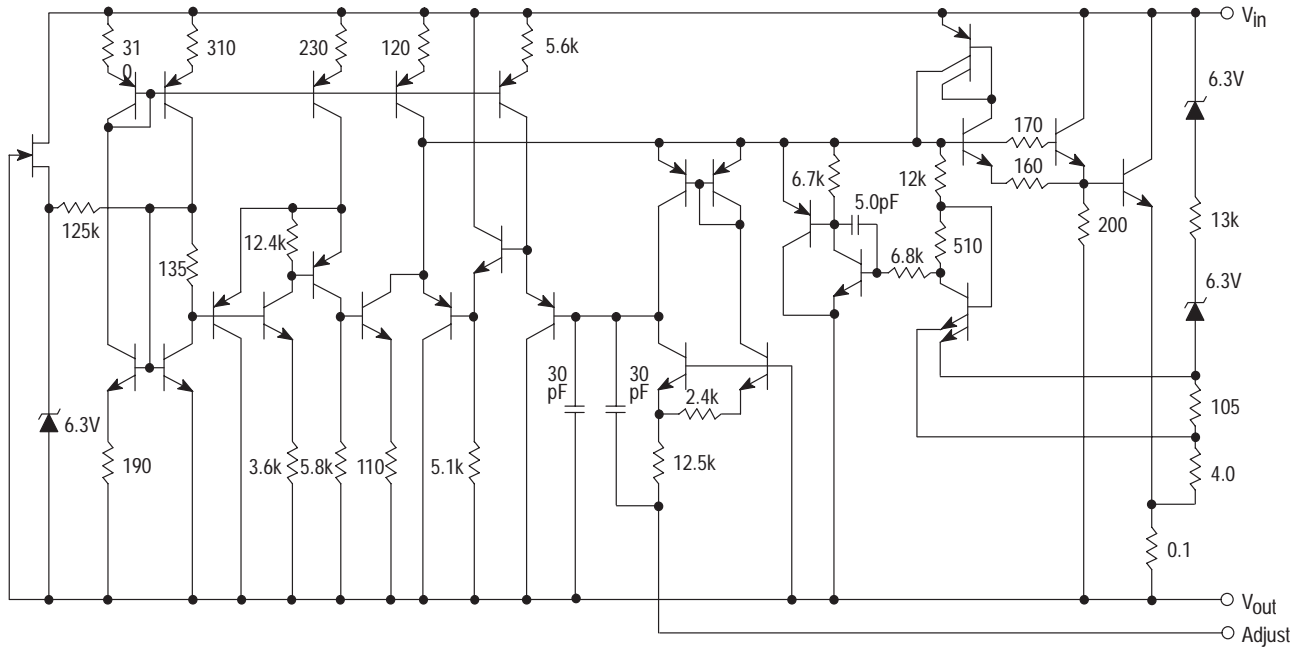 V_in
31
0
310
230
120
5.6k
6.3V
170
160
6.7k
12k
5.0pF
200
13k
125k
12.4k
6.8k
510
135
6.3V
30
pF
30
pF
2.4k
6.3V
105
190
3.6k
5.8k
110
5.1k
12.5k
4.0
0.1
V_out
Adjust